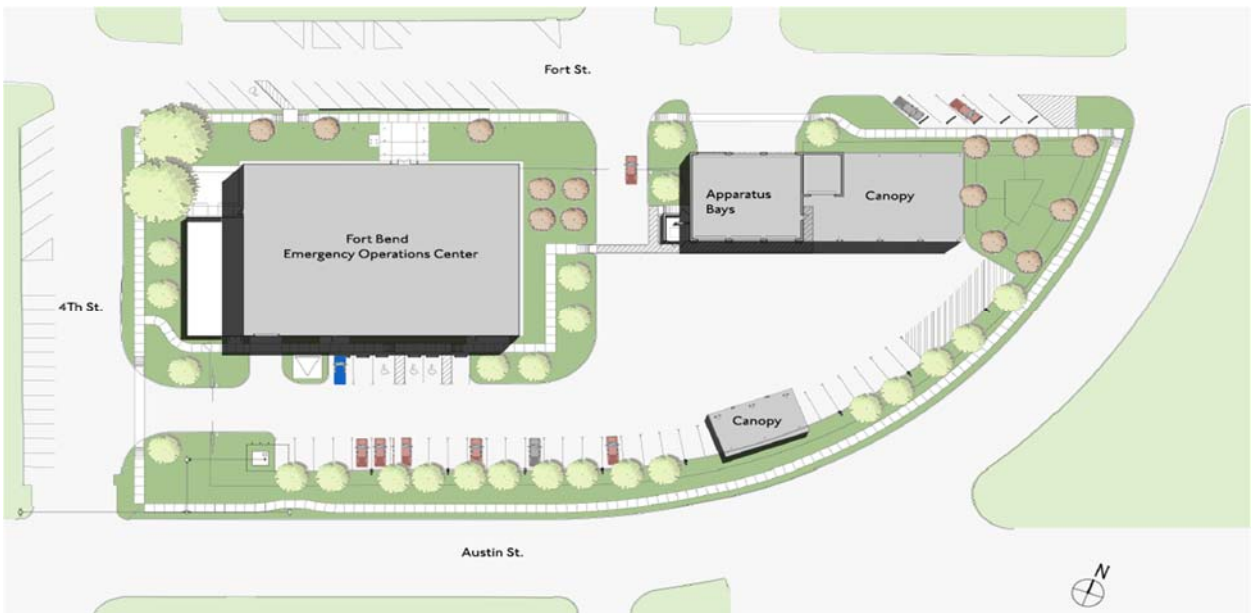 Fort St.
Apparatus
Bays
Canopy
Fort Bend
Emergency Operations Center
4Th St.
Canopy
Austin St.
N